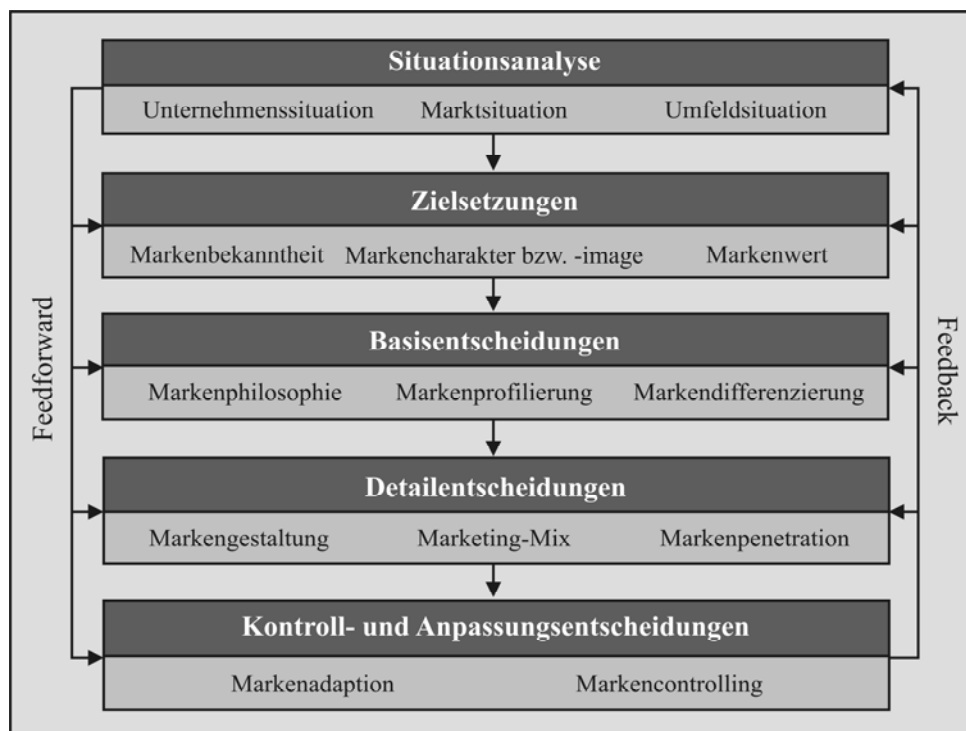 Situationsanalyse
Unternehmenssituation Marktsituation Umfeldsituation
Zielsetzungen
Markenbekanntheit Markencharakter bzw. -image Markenwert
Basisentscheidungen
Markenphilosophie Markenprofilierung Markendifferenzierung
Detailentscheidungen
Markengestaltung Marketing-Mix Markenpenetration
Kontroll- und Anpassungsentscheidungen
Markenadaption Markencontrolling
Feedforward
Feedback